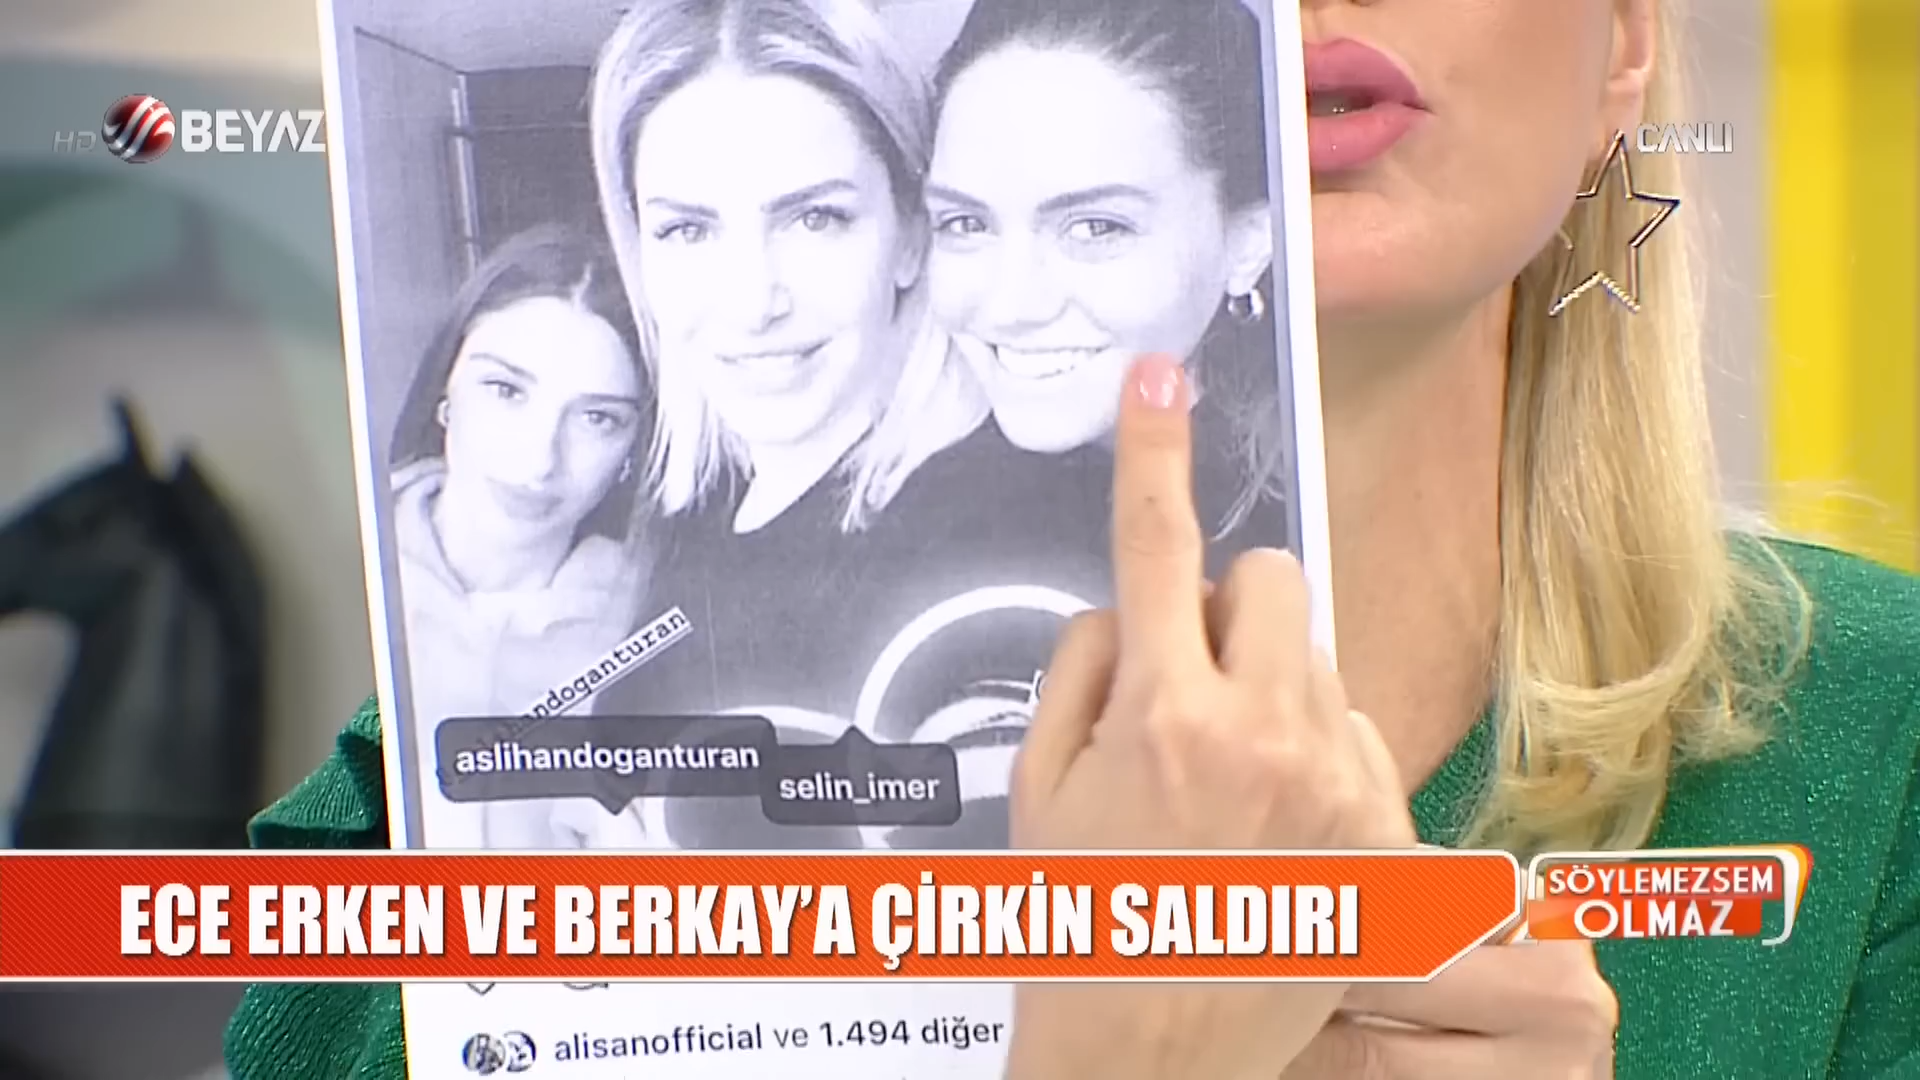 HD BEYAZ
CANLI
andoganturan
aslihandoganturan
selin_imer
ECE ERKEN VE BERKAY'A ÇİRKİN SALDIRI
SÖYLEMEZSEM
OLMAZ
alisanofficial ve 1.494 diğer